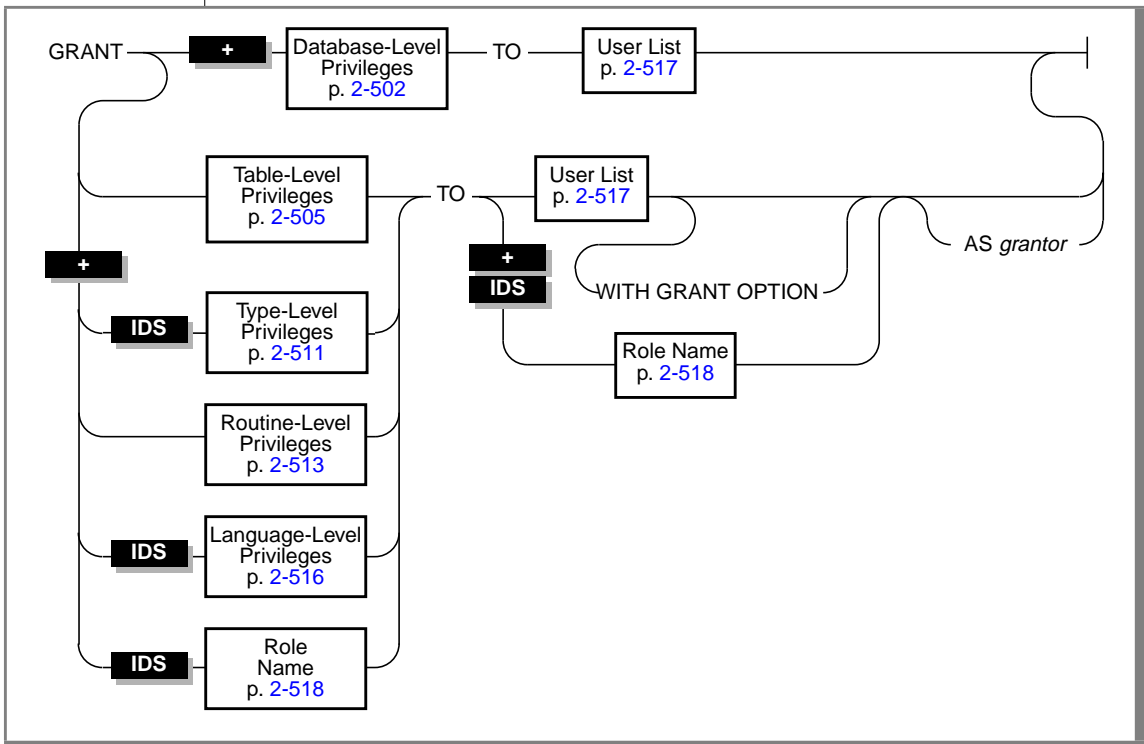 GRANT
+
Database-Level
Privileges
p. 2-502
TO
User List
p. 2-517
Table-Level
Privileges
p. 2-505
TO
User List
p. 2-517
AS grantor
+
+
IDS
WITH GRANT OPTION
IDS
Type-Level
Privileges
p. 2-511
Role Name
p. 2-518
Routine-Level
Privileges
p. 2-513
IDS
Language-Level
Privileges
p. 2-516
IDS
Role
Name
p. 2-518